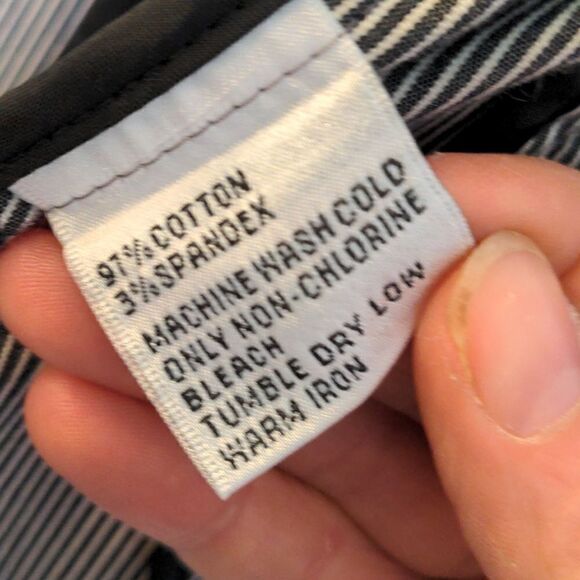 97% COTTON
3% SPANDEX
MACHINE WASH COLD
ONLY NON-CHLORINE
BLEACH
TUMBLE DRY LOW
WARM IRON